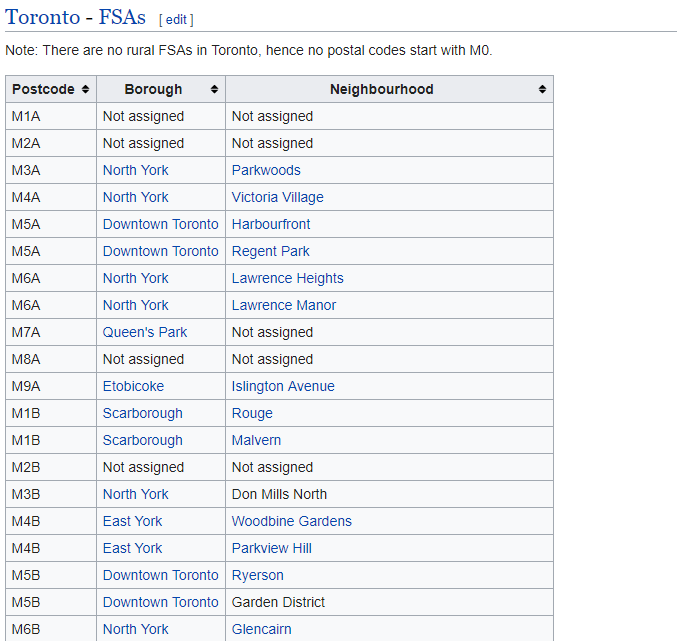 Toronto - FSAs [ edit ]
Note: There are no rural FSAs in Toronto, hence no postal codes start with M0.
Postcode Borough Neighbourhood
M1A Not assigned Not assigned
M2A Not assigned Not assigned
M3A North York Parkwoods
M4A North York Victoria Village
M5A Downtown Toronto Harbourfront
M5A Downtown Toronto Regent Park
M6A North York Lawrence Heights
M6A North York Lawrence Manor
M7A Queen's Park Not assigned
M8A Not assigned Not assigned
M9A Etobicoke Islington Avenue
M1B Scarborough Rouge
M1B Scarborough Malvern
M2B Not assigned Not assigned
M3B North York Don Mills North
M4B East York Woodbine Gardens
M4B East York Parkview Hill
M5B Downtown Toronto Ryerson
M5B Downtown Toronto Garden District
M6B North York Glencairn